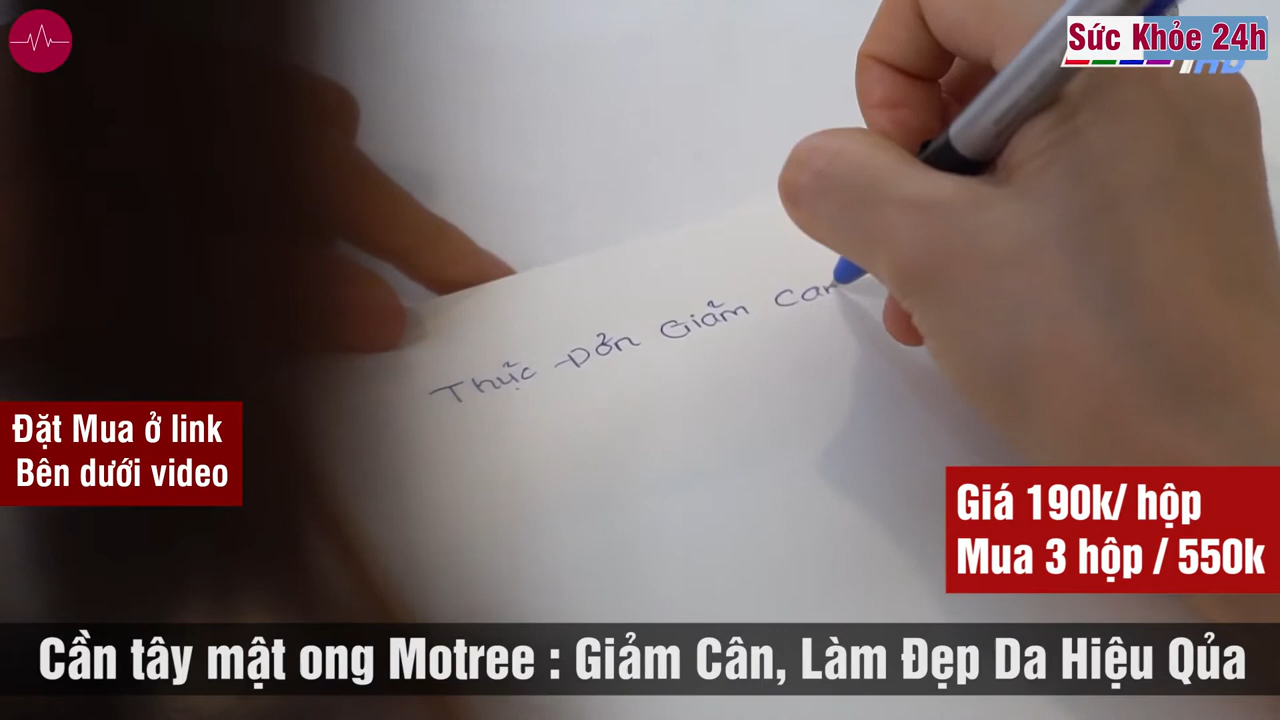 Sức Khỏe 24h
Thực Đơn Giảm Can
Đặt Mua ở link
Bên dưới video
Giá 190k/ hộp
Mua 3 hộp / 550k
Cần tây mật ong Motree : Giảm Cân, Làm Đẹp Da Hiệu Qủa